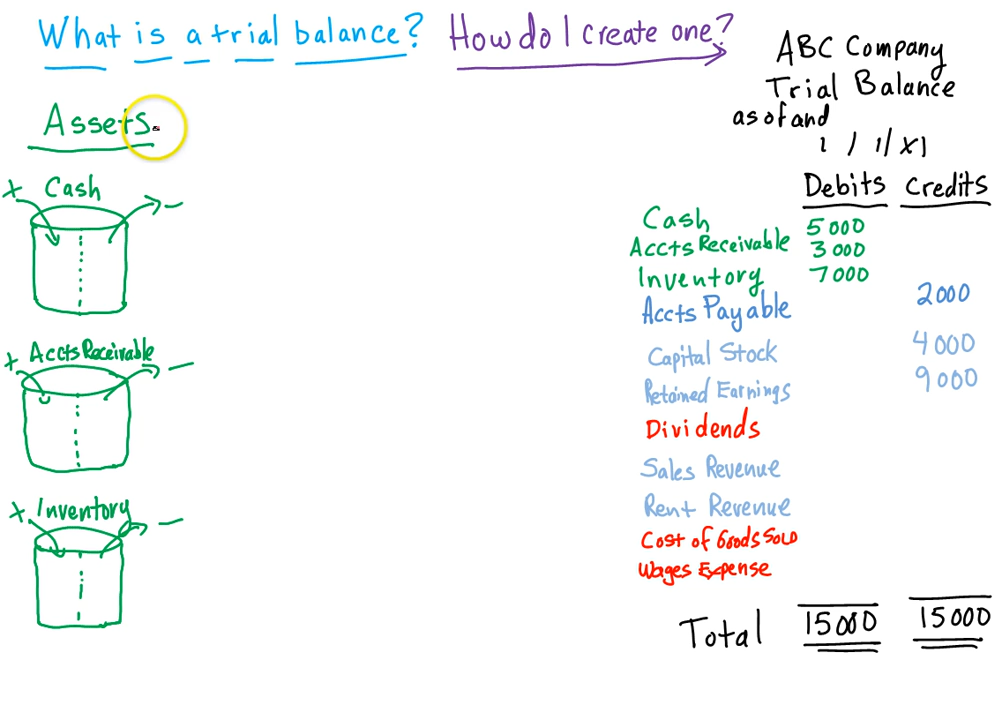 What is a trial balance? How do I create one?
ABC Company
Trial Balance
as of and
1 / 1/X1
Assets
+ Cash -
+ Accts Receivable -
+ Inventory -
Debits Credits
Cash 5000
Accts Receivable 3000
Inventory 7000
Accts Payable 2000
Capital Stock 4000
Retained Earnings 9000
Dividends
Sales Revenue
Rent Revenue
Cost of Goods Sold
Wages Expense
Total 15000 15000